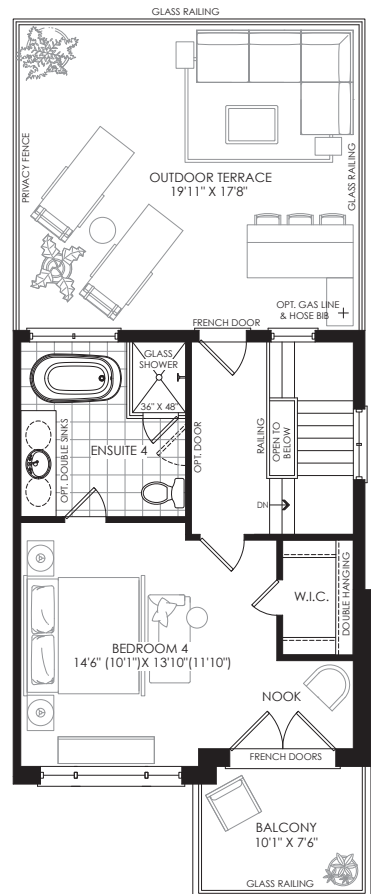 GLASS RAILING
PRIVACY FENCE
GLASS RAILING
OUTDOOR TERRACE
19'11" X 17'8"
OPT. GAS LINE
& HOSE BIB
FRENCH DOOR
GLASS
SHOWER
36" X 48"
OPT. DOUBLE SINKS
ENSUITE 4
OPT. DOOR
RAILING
OPEN TO
BELOW
DN
W.I.C.
DOUBLE HANGING
BEDROOM 4
14'6" (10'1") X 13'10"(11'10")
NOOK
FRENCH DOORS
BALCONY
10'1" X 7'6"
GLASS RAILING